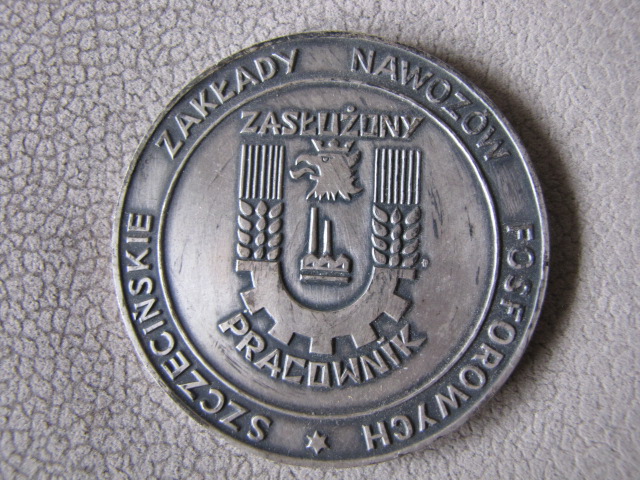 SZCZECIŃSKIE ZAKŁADY NAWOZÓW FOSFOROWYCH
ZASŁUŻONY
PRACOWNIK